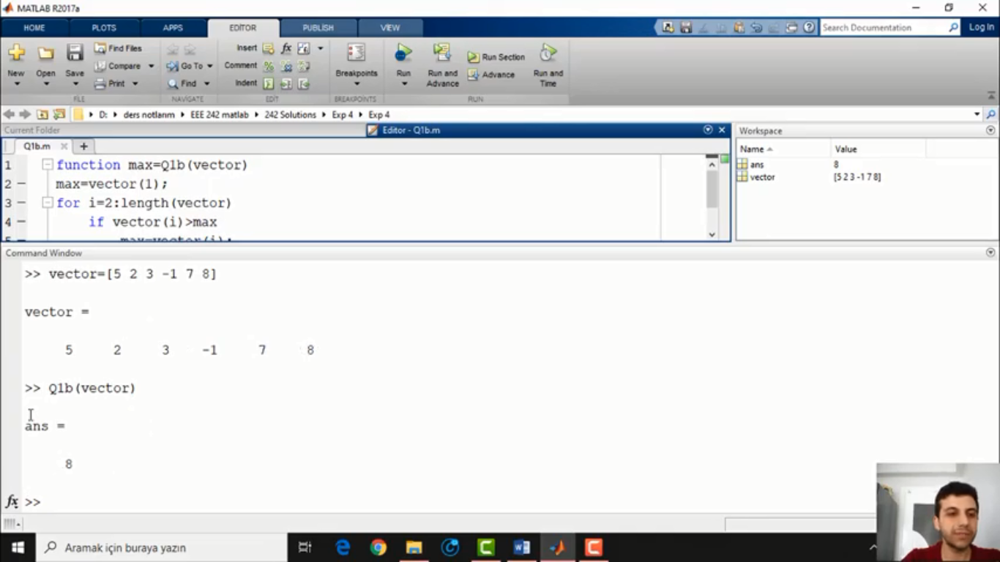 MATLAB R2017a
HOME PLOTS APPS EDITOR PUBLISH VIEW Search Documentation Log In
New Open Save Find Files Compare Print Go To Find Insert Comment Indent Breakpoints Run Run and Advance Run Section Advance Run and Time
FILE NAVIGATE EDIT BREAKPOINTS RUN
D: ders notlarım EEE 242 matlab 242 Solutions Exp 4 Exp 4
Current Folder Editor - Q1b.m Workspace
Q1b.m Name Value
1 function max=Q1b(vector) ans 8
2 max=vector(1); vector [5 2 3 -1 7 8]
3 for i=2:length(vector)
4 if vector(i)>max
5 max=vector(i);
Command Window
>> vector=[5 2 3 -1 7 8]
vector =
5 2 3 -1 7 8
>> Q1b(vector)
ans =
8
fx >>
Aramak için buraya yazın